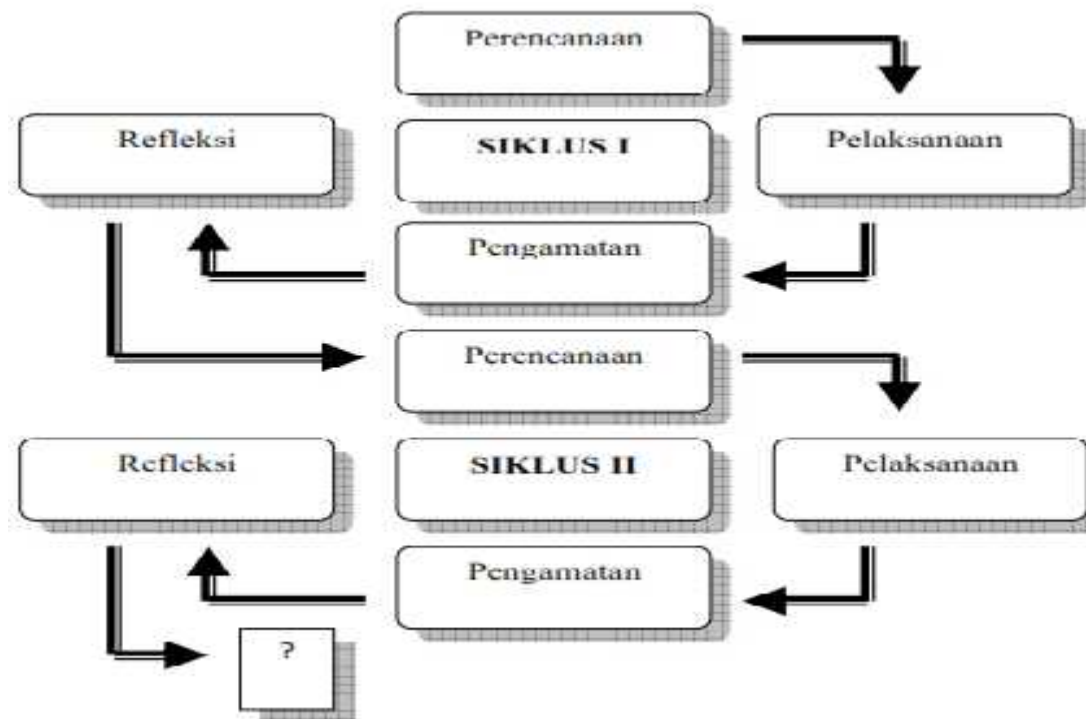 Perencanaan
Refleksi
SIKLUS I
Pelaksanaan
Pengamatan
Perencanaan
Refleksi
SIKLUS II
Pelaksanaan
Pengamatan
?